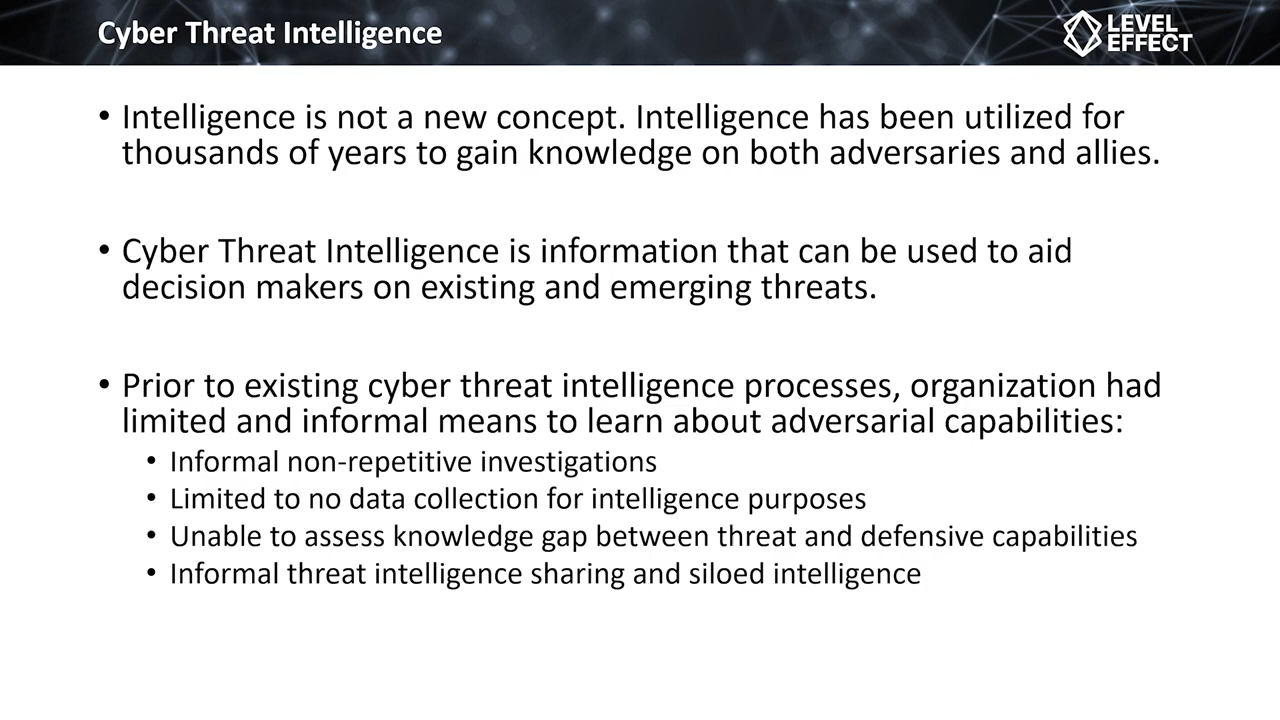 Cyber Threat Intelligence
LEVEL
EFFECT
• Intelligence is not a new concept. Intelligence has been utilized for
thousands of years to gain knowledge on both adversaries and allies.
• Cyber Threat Intelligence is information that can be used to aid
decision makers on existing and emerging threats.
• Prior to existing cyber threat intelligence processes, organization had
limited and informal means to learn about adversarial capabilities:
• Informal non-repetitive investigations
• Limited to no data collection for intelligence purposes
• Unable to assess knowledge gap between threat and defensive capabilities
• Informal threat intelligence sharing and siloed intelligence